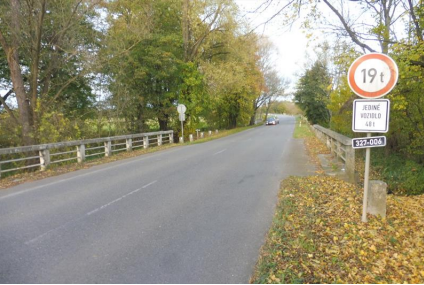 19t
JEDINÉ
VOZIDLO
48t
327-006